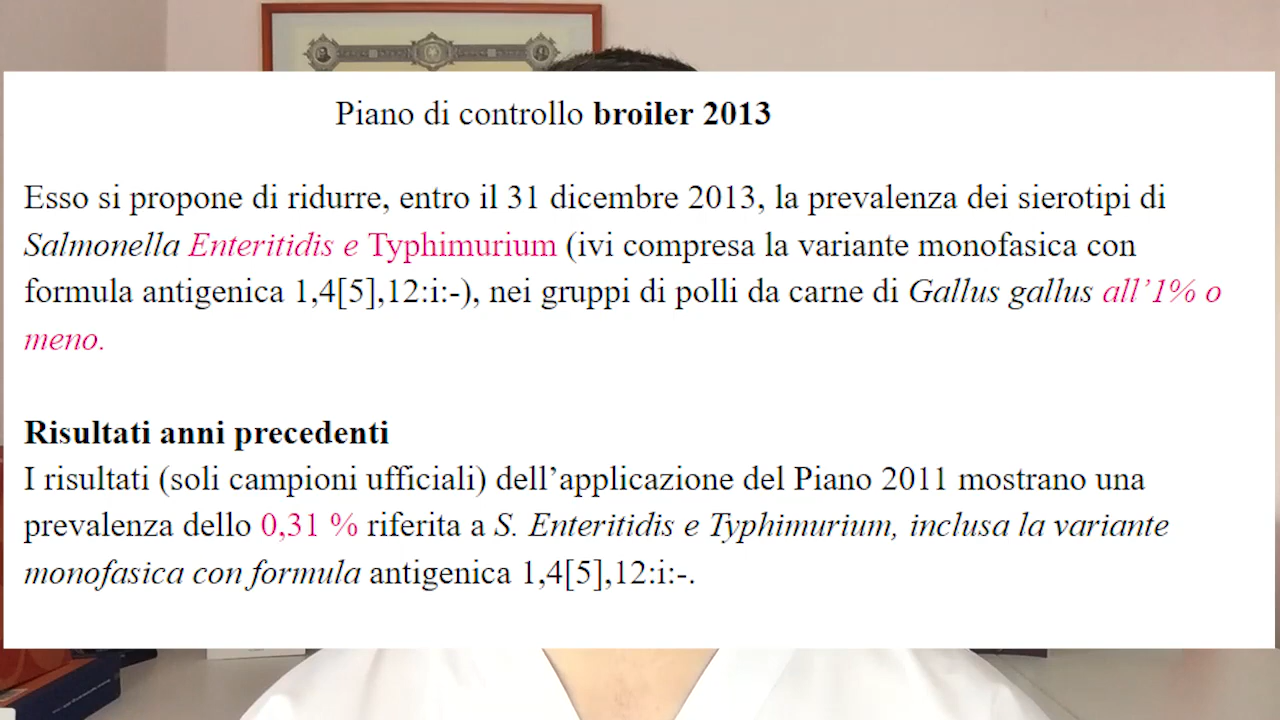 Piano di controllo broiler 2013
Esso si propone di ridurre, entro il 31 dicembre 2013, la prevalenza dei sierotipi di
Salmonella Enteritidis e Typhimurium (ivi compresa la variante monofasica con
formula antigenica 1,4[5],12:i:-), nei gruppi di polli da carne di Gallus gallus all’1% o
meno.
Risultati anni precedenti
I risultati (soli campioni ufficiali) dell’applicazione del Piano 2011 mostrano una
prevalenza dello 0,31 % riferita a S. Enteritidis e Typhimurium, inclusa la variante
monofasica con formula antigenica 1,4[5],12:i:-.